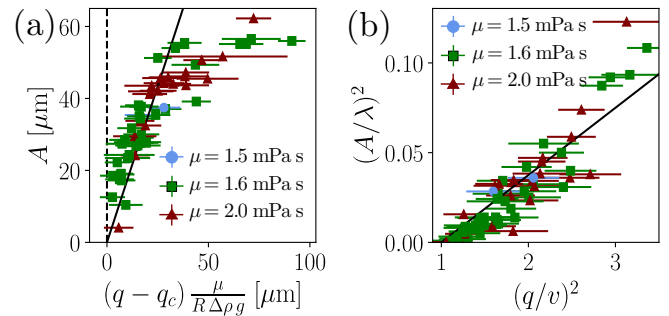 (a)
A [μm]
60
40
20
0
μ = 1.5 mPa s
μ = 1.6 mPa s
μ = 2.0 mPa s
0 50 100
(q − q_c) μ / (R Δρ g) [μm]
(b)
(A/λ)^2
0.10
0.05
0.00
μ = 1.5 mPa s
μ = 1.6 mPa s
μ = 2.0 mPa s
1 2 3
(q/v)^2